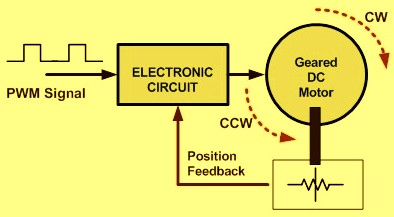 CW
PWM Signal
ELECTRONIC
CIRCUIT
Geared
DC
Motor
CCW
Position
Feedback